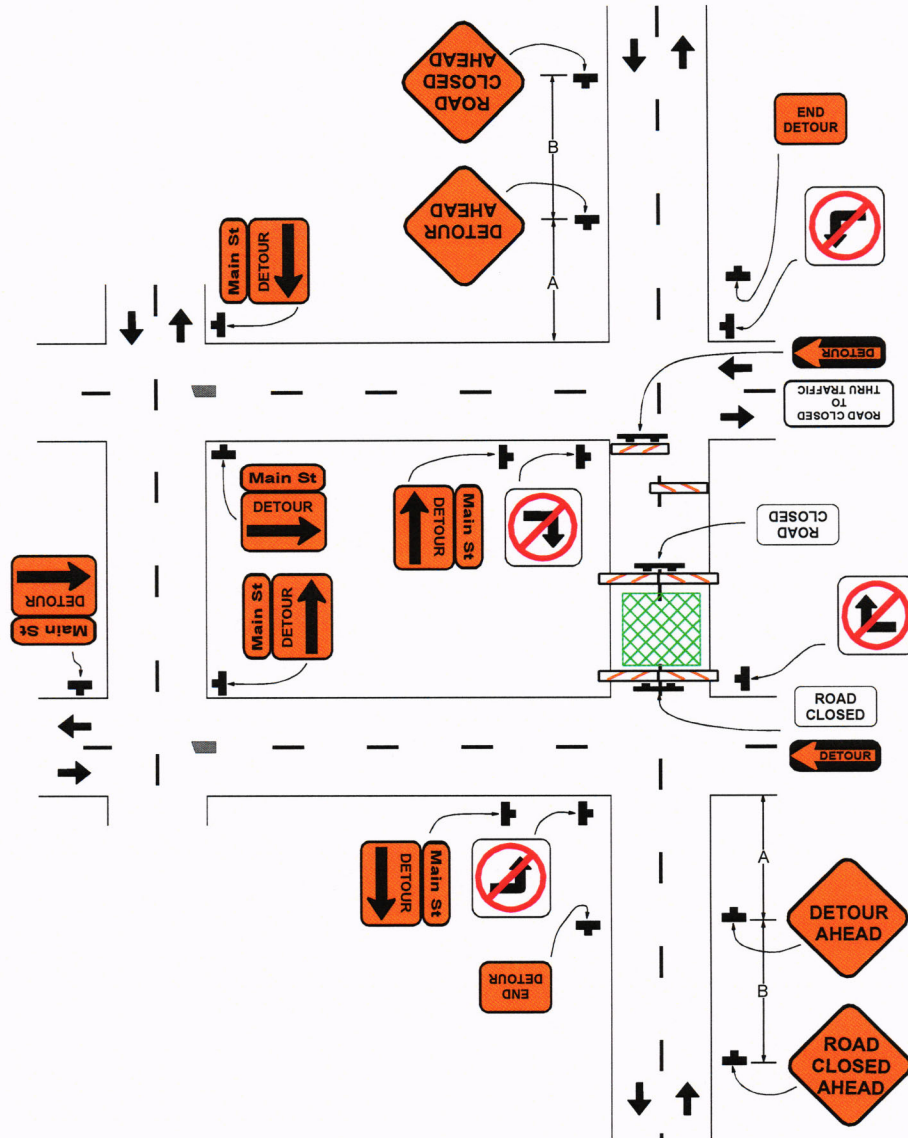 ROAD
CLOSED
AHEAD
B
END
DETOUR
DETOUR
AHEAD
Main St
DETOUR
A
DETOUR
ROAD CLOSED
TO
THRU TRAFFIC
Main St
DETOUR
Main St
DETOUR
ROAD
CLOSED
DETOUR
Main St
Main St
DETOUR
ROAD
CLOSED
DETOUR
Main St
DETOUR
A
DETOUR
AHEAD
END
DETOUR
B
ROAD
CLOSED
AHEAD